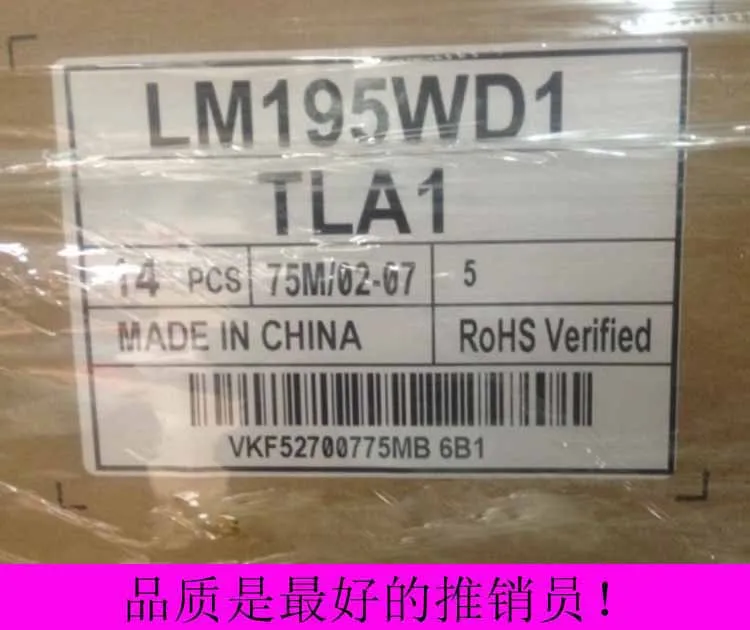 LM195WD1
TLA1
14 PCS 75M/02-07 5
MADE IN CHINA RoHS Verified
VKF52700775MB 6B1
品质是最好的推销员！